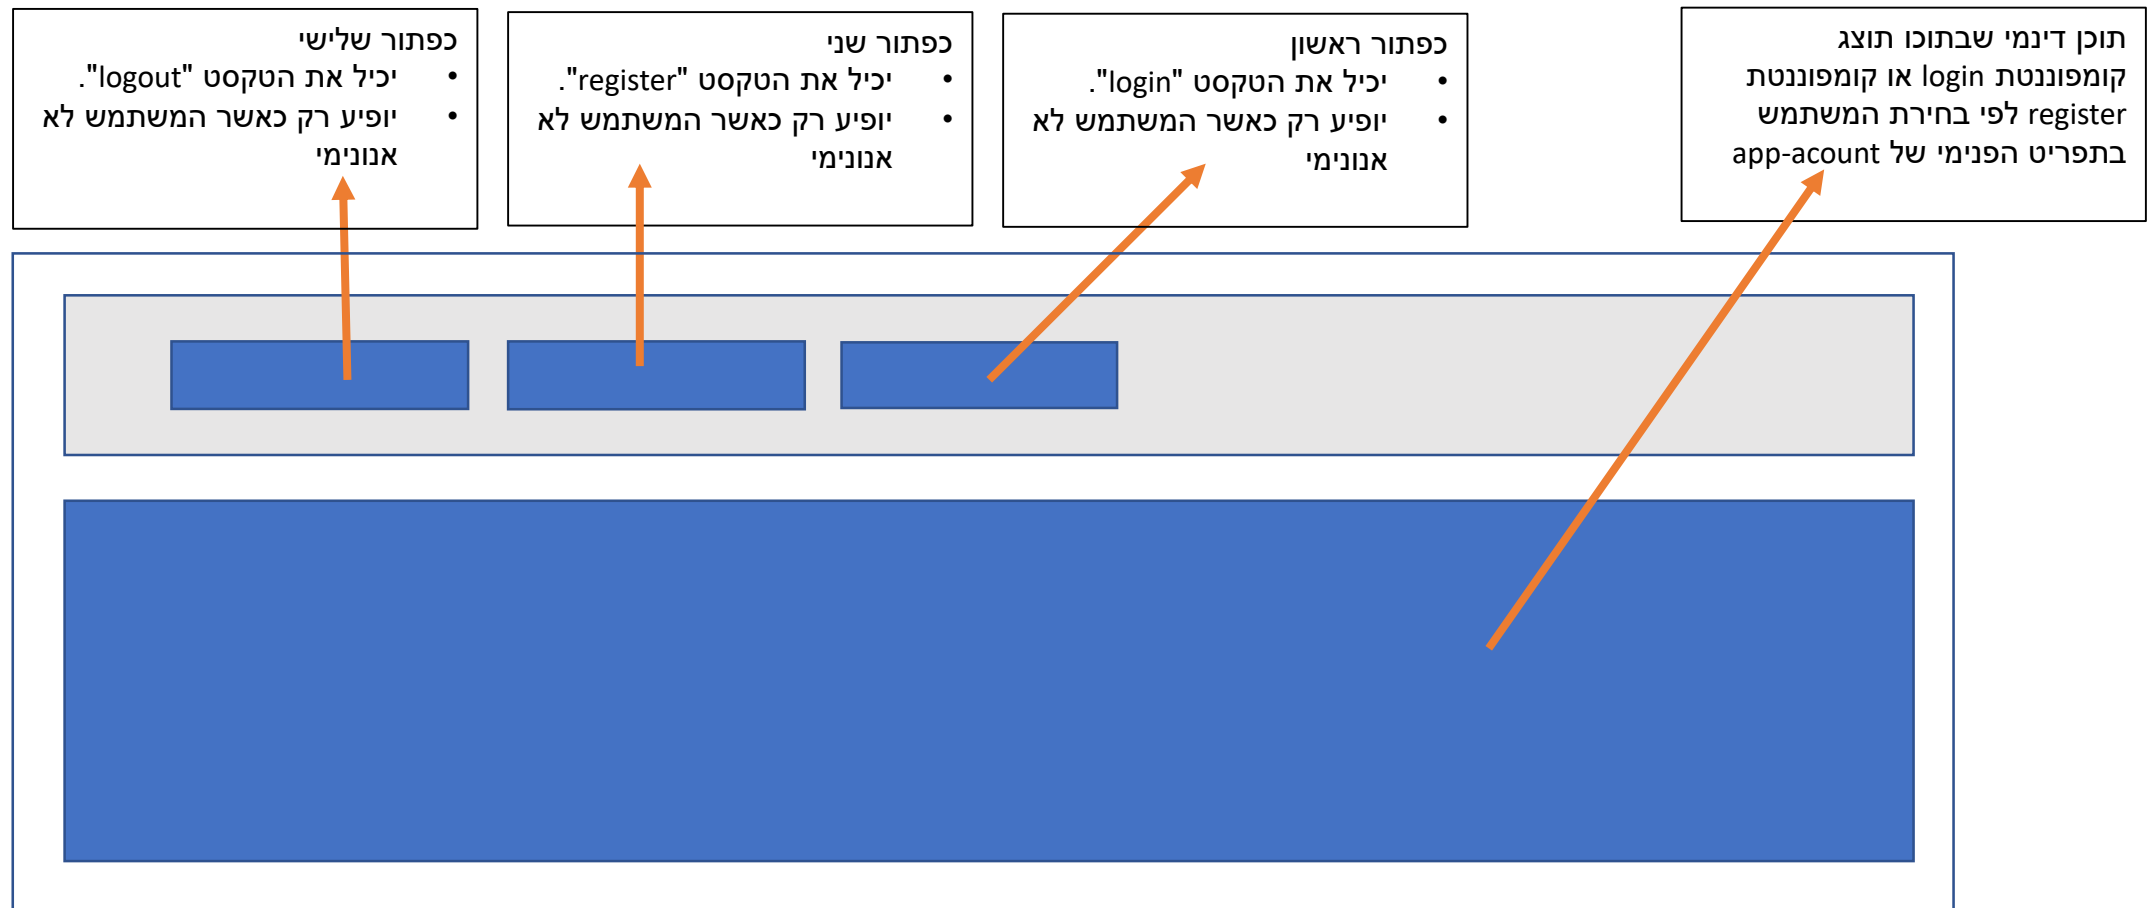 תוכן דינמי שבתוכו תוצג
קומפוננטת login או קומפוננטת
register לפי בחירת המשתמש
בתפריט הפנימי של app-acount
כפתור ראשון
• יכיל את הטקסט "login".
• יופיע רק כאשר המשתמש לא
אנונימי
כפתור שני
• יכיל את הטקסט "register".
• יופיע רק כאשר המשתמש לא
אנונימי
כפתור שלישי
• יכיל את הטקסט "logout".
• יופיע רק כאשר המשתמש לא
אנונימי